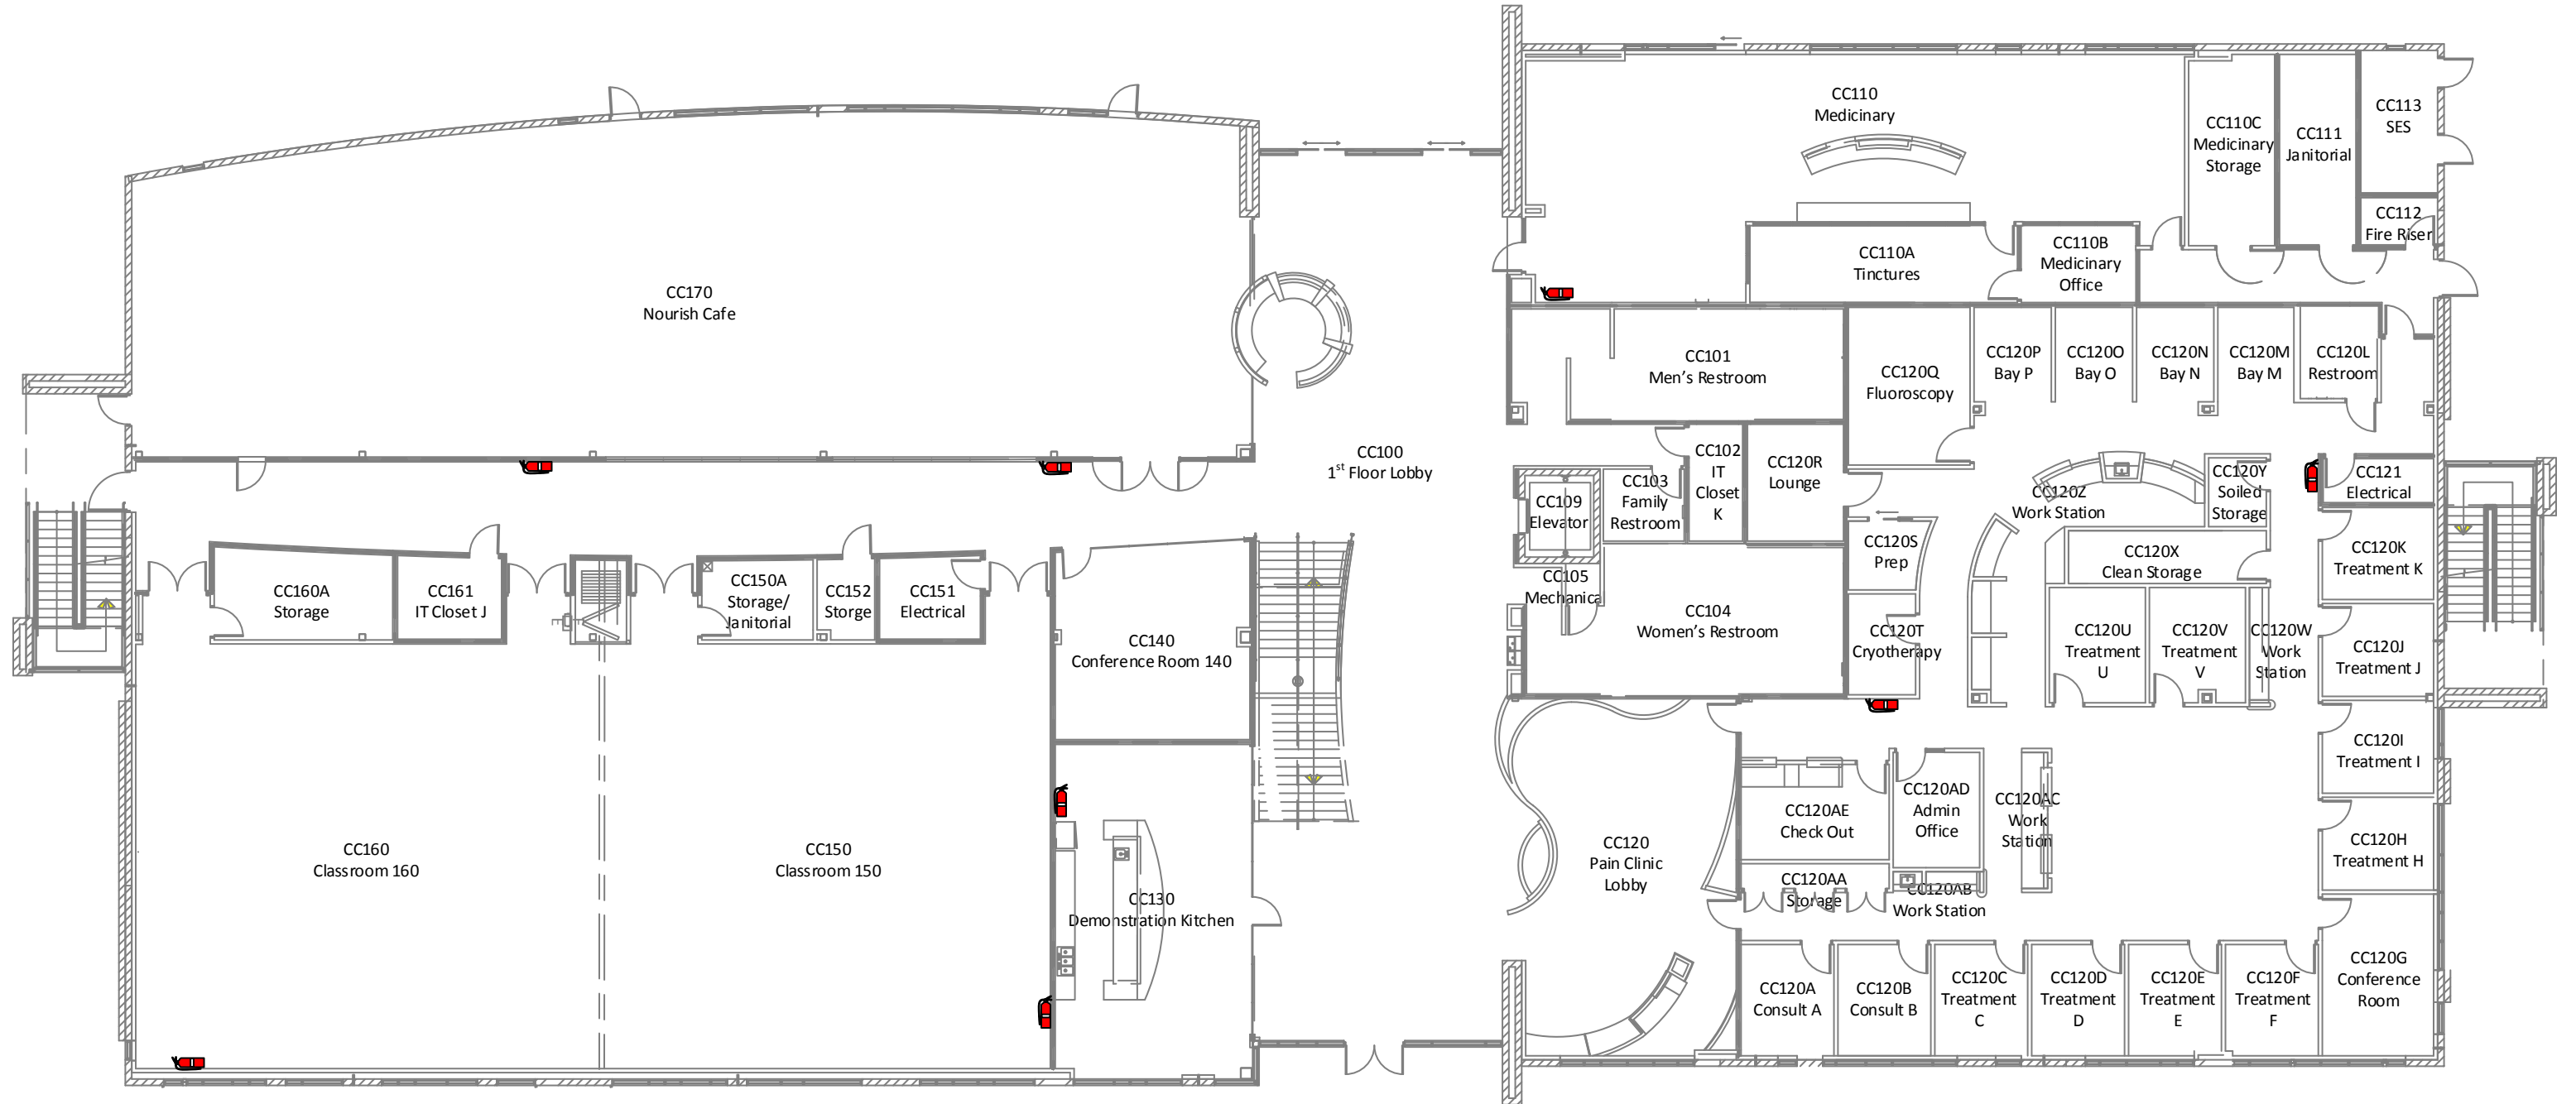 CC110
Medicinary
CC110C
Medicinary
Storage
CC111
Janitorial
CC113
SES
CC112
Fire Riser
CC110A
Tinctures
CC110B
Medicinary
Office
CC170
Nourish Cafe
CC100
1st Floor Lobby
CC101
Men’s Restroom
CC120Q
Fluoroscopy
CC120P
Bay P
CC120O
Bay O
CC120N
Bay N
CC120M
Bay M
CC120L
Restroom
CC102
IT
Closet
K
CC120R
Lounge
CC103
Family
Restroom
CC109
Elevator
CC120Z
Work Station
CC120Y
Soiled
Storage
CC121
Electrical
CC120S
Prep
CC120X
Clean Storage
CC120K
Treatment K
CC105
Mechanica
CC104
Women’s Restroom
CC120T
Cryotherapy
CC120U
Treatment
U
CC120V
Treatment
V
CC120W
Work
Station
CC120J
Treatment J
CC160A
Storage
CC161
IT Closet J
CC150A
Storage/
Janitorial
CC152
Storge
CC151
Electrical
CC140
Conference Room 140
CC120I
Treatment I
CC160
Classroom 160
CC150
Classroom 150
CC130
Demonstration Kitchen
CC120
Pain Clinic
Lobby
CC120AE
Check Out
CC120AD
Admin
Office
CC120AC
Work
Station
CC120H
Treatment H
CC120AA
Storage
CC120AB
Work Station
CC120A
Consult A
CC120B
Consult B
CC120C
Treatment
C
CC120D
Treatment
D
CC120E
Treatment
E
CC120F
Treatment
F
CC120G
Conference
Room